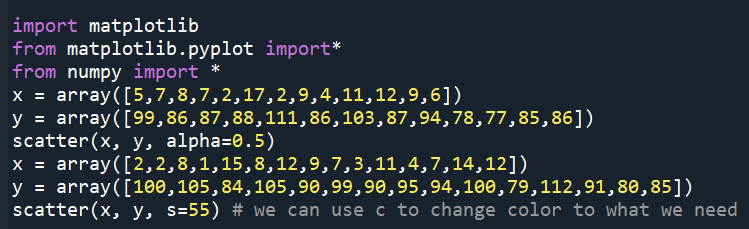 import matplotlib
from matplotlib.pyplot import*
from numpy import *
x = array([5,7,8,7,2,17,2,9,4,11,12,9,6])
y = array([99,86,87,88,111,86,103,87,94,78,77,85,86])
scatter(x, y, alpha=0.5)
x = array([2,2,8,1,15,8,12,9,7,3,11,4,7,14,12])
y = array([100,105,84,105,90,99,90,95,94,100,79,112,91,80,85])
scatter(x, y, s=55) # we can use c to change color to what we need